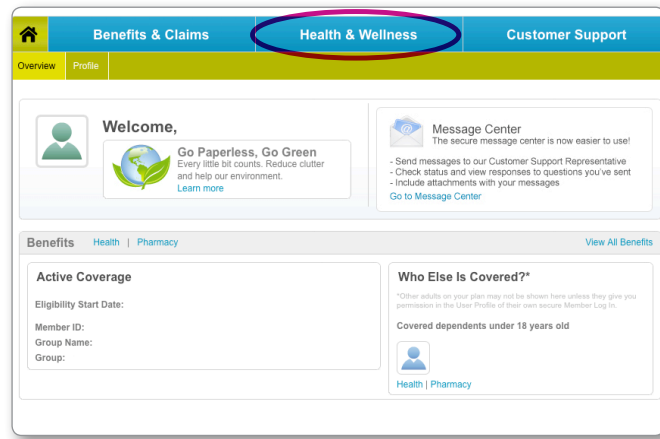 Benefits & Claims
Health & Wellness
Customer Support
Overview
Profile
Welcome,
Go Paperless, Go Green
Every little bit counts. Reduce clutter
and help our environment.
Learn more
@
Message Center
The secure message center is now easier to use!
- Send messages to our Customer Support Representative
- Check status and view responses to questions you've sent
- Include attachments with your messages
Go to Message Center
Benefits
Health | Pharmacy
View All Benefits
Active Coverage
Eligibility Start Date:
Member ID:
Group Name:
Group:
Who Else Is Covered?*
*Other adults on your plan may not be shown here unless they give you
permission in the User Profile of their own secure Member Log In.
Covered dependents under 18 years old
Health | Pharmacy